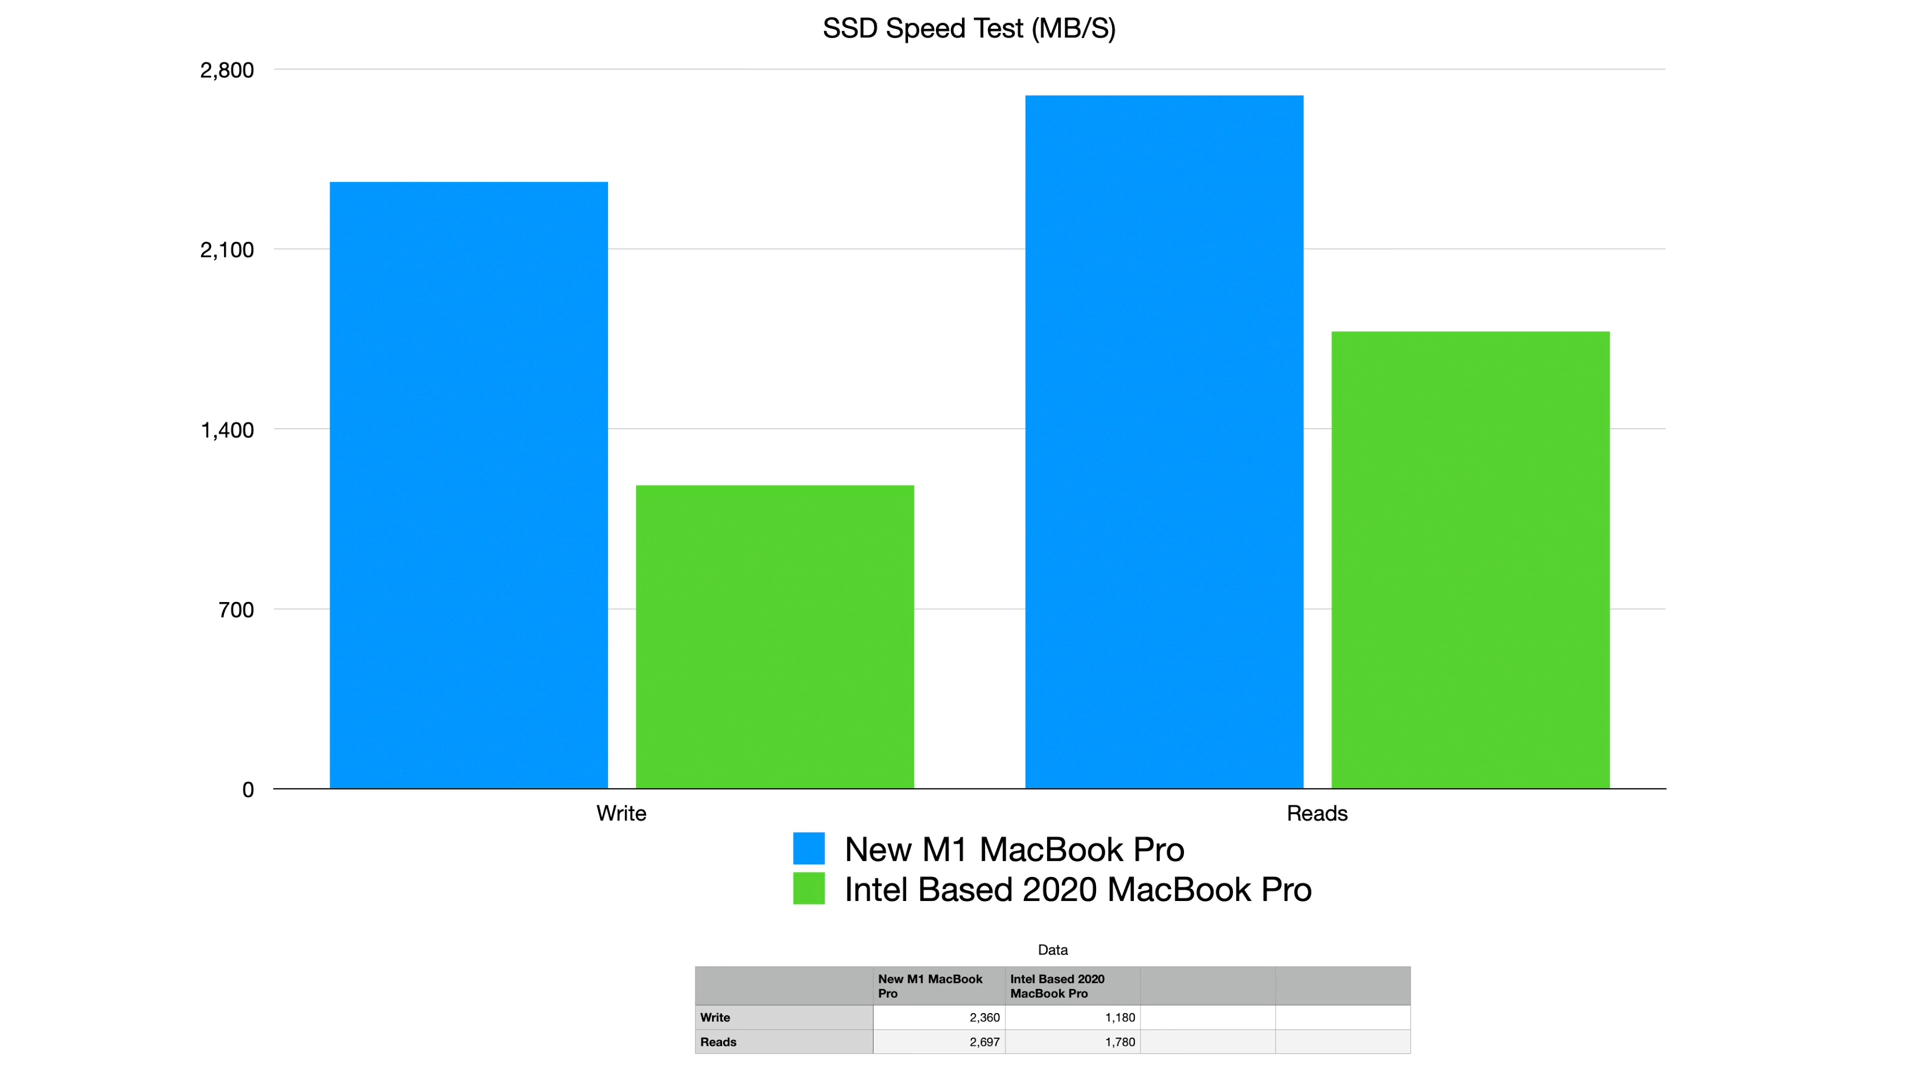 SSD Speed Test (MB/S)
2,800
2,100
1,400
700
0
Write Reads
New M1 MacBook Pro
Intel Based 2020 MacBook Pro
Data
New M1 MacBook Pro Intel Based 2020 MacBook Pro
Write 2,360 1,180
Reads 2,697 1,780